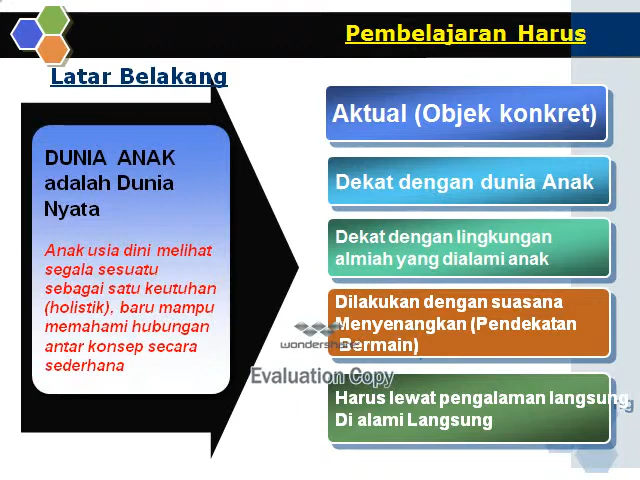 Pembelajaran Harus
Latar Belakang
DUNIA ANAK
adalah Dunia
Nyata
Anak usia dini melihat
segala sesuatu
sebagai satu keutuhan
(holistik), baru mampu
memahami hubungan
antar konsep secara
sederhana
Aktual (Objek konkret)
Dekat dengan dunia Anak
Dekat dengan lingkungan
almiah yang dialami anak
Dilakukan dengan suasana
Menyenangkan (Pendekatan
Bermain)
Harus lewat pengalaman langsung
Di alami Langsung
wondershare
Evaluation Copy